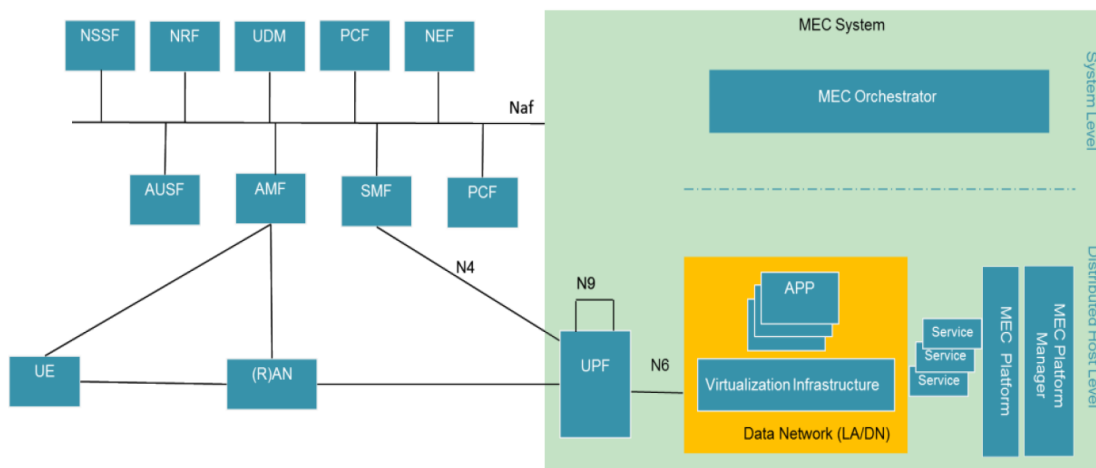 NSSF
NRF
UDM
PCF
NEF
MEC System
System Level
MEC Orchestrator
Naf
AUSF
AMF
SMF
PCF
Distributed Host Level
N4
N9
APP
MEC Platform
MEC Platform
Manager
Service
Service
Service
UE
(R)AN
UPF
N6
Virtualization Infrastructure
Data Network (LA/DN)